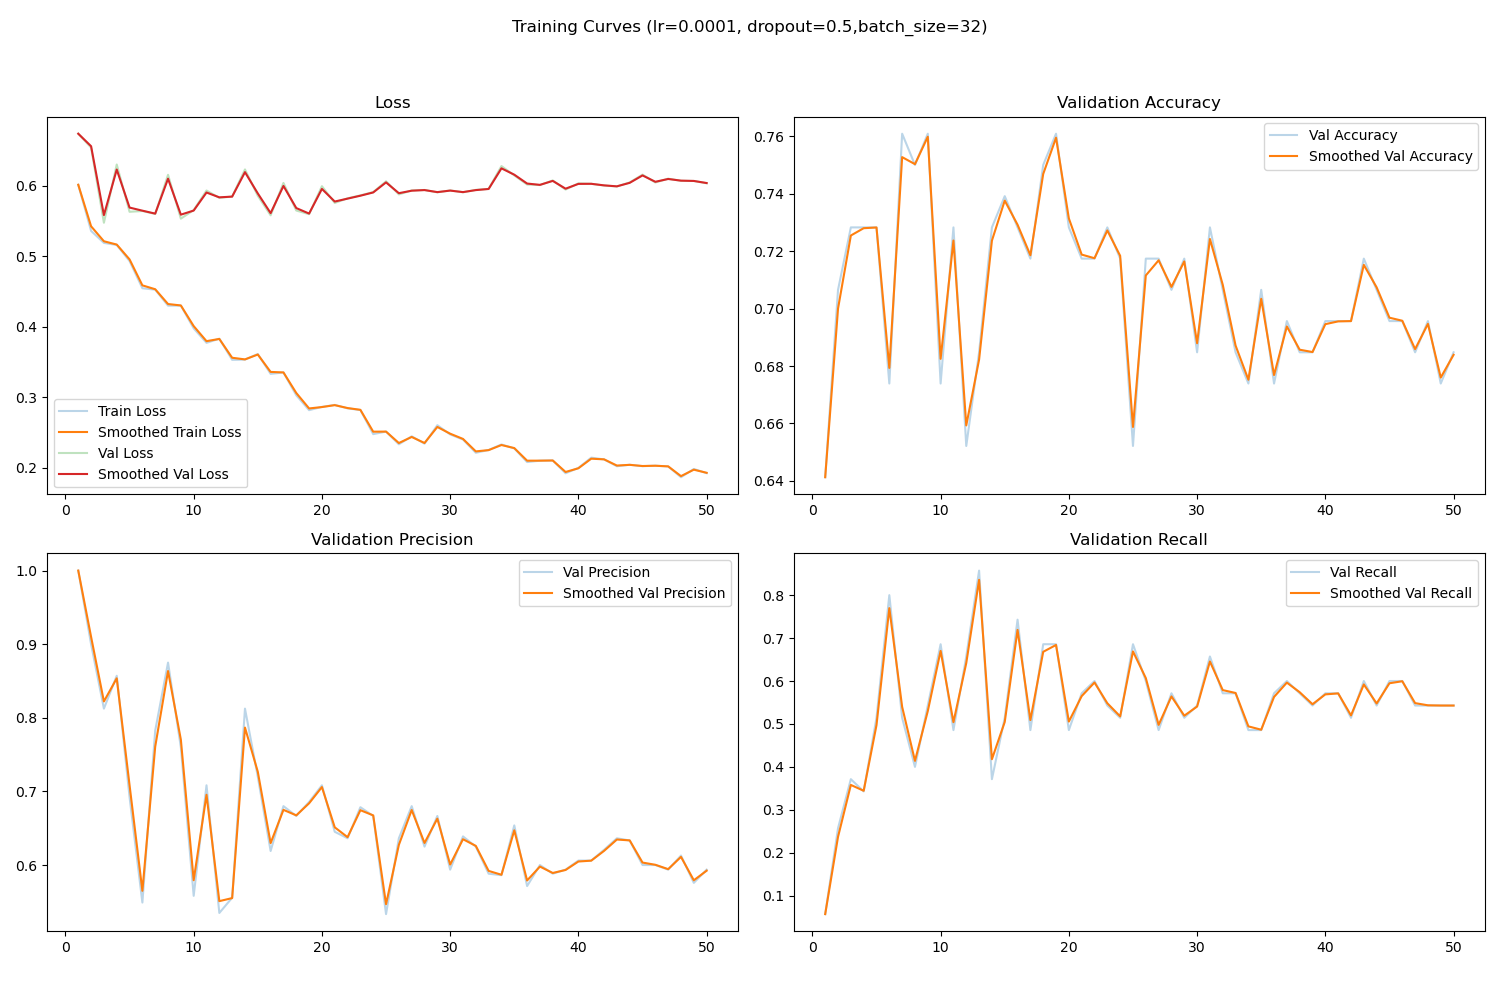 Training Curves (lr=0.0001, dropout=0.5,batch_size=32)
Loss
0.6
0.5
0.4
0.3
0.2
Train Loss
Smoothed Train Loss
Val Loss
Smoothed Val Loss
0 10 20 30 40 50
Validation Accuracy
0.76
0.74
0.72
0.70
0.68
0.66
0.64
Val Accuracy
Smoothed Val Accuracy
0 10 20 30 40 50
Validation Precision
1.0
0.9
0.8
0.7
0.6
Val Precision
Smoothed Val Precision
0 10 20 30 40 50
Validation Recall
0.8
0.7
0.6
0.5
0.4
0.3
0.2
0.1
Val Recall
Smoothed Val Recall
0 10 20 30 40 50